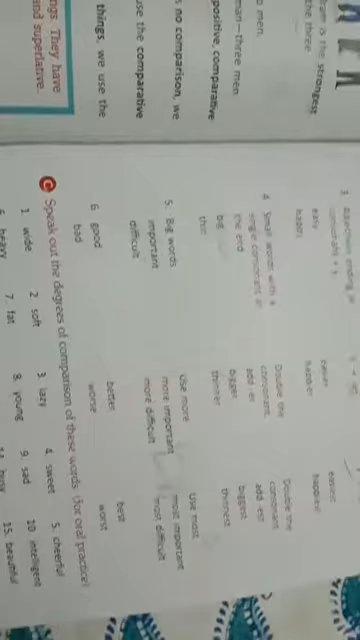 is the strongest
the three
men.
man – three men.
positive, comparative
s no comparison, we
use the comparative
things, we use the
ngs. They have
and superlative.
3. ending
consonant + y
easy easier easiest
happy happier happiest
4. Small words with a Double the Double the
single consonant at consonant, consonant
the end add -er add -est
big bigger biggest
thin thinner thinnest
5. Big words Use more Use most
important more important most important
difficult more difficult most difficult
6. good better best
bad worse worst
C Speak out the degrees of comparison of these words (for oral practice)
1. wide 2. soft 3. lazy 4. sweet 5. cheerful
6. heavy 7. fat 8. young 9. sad 10. intelligent
15. beautiful